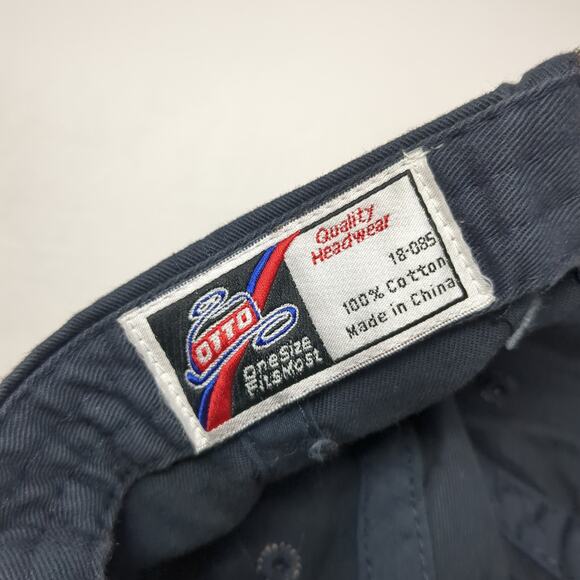 OTTO
One Size
Fits Most
Quality
Headwear
18-085
100% Cotton
Made in China